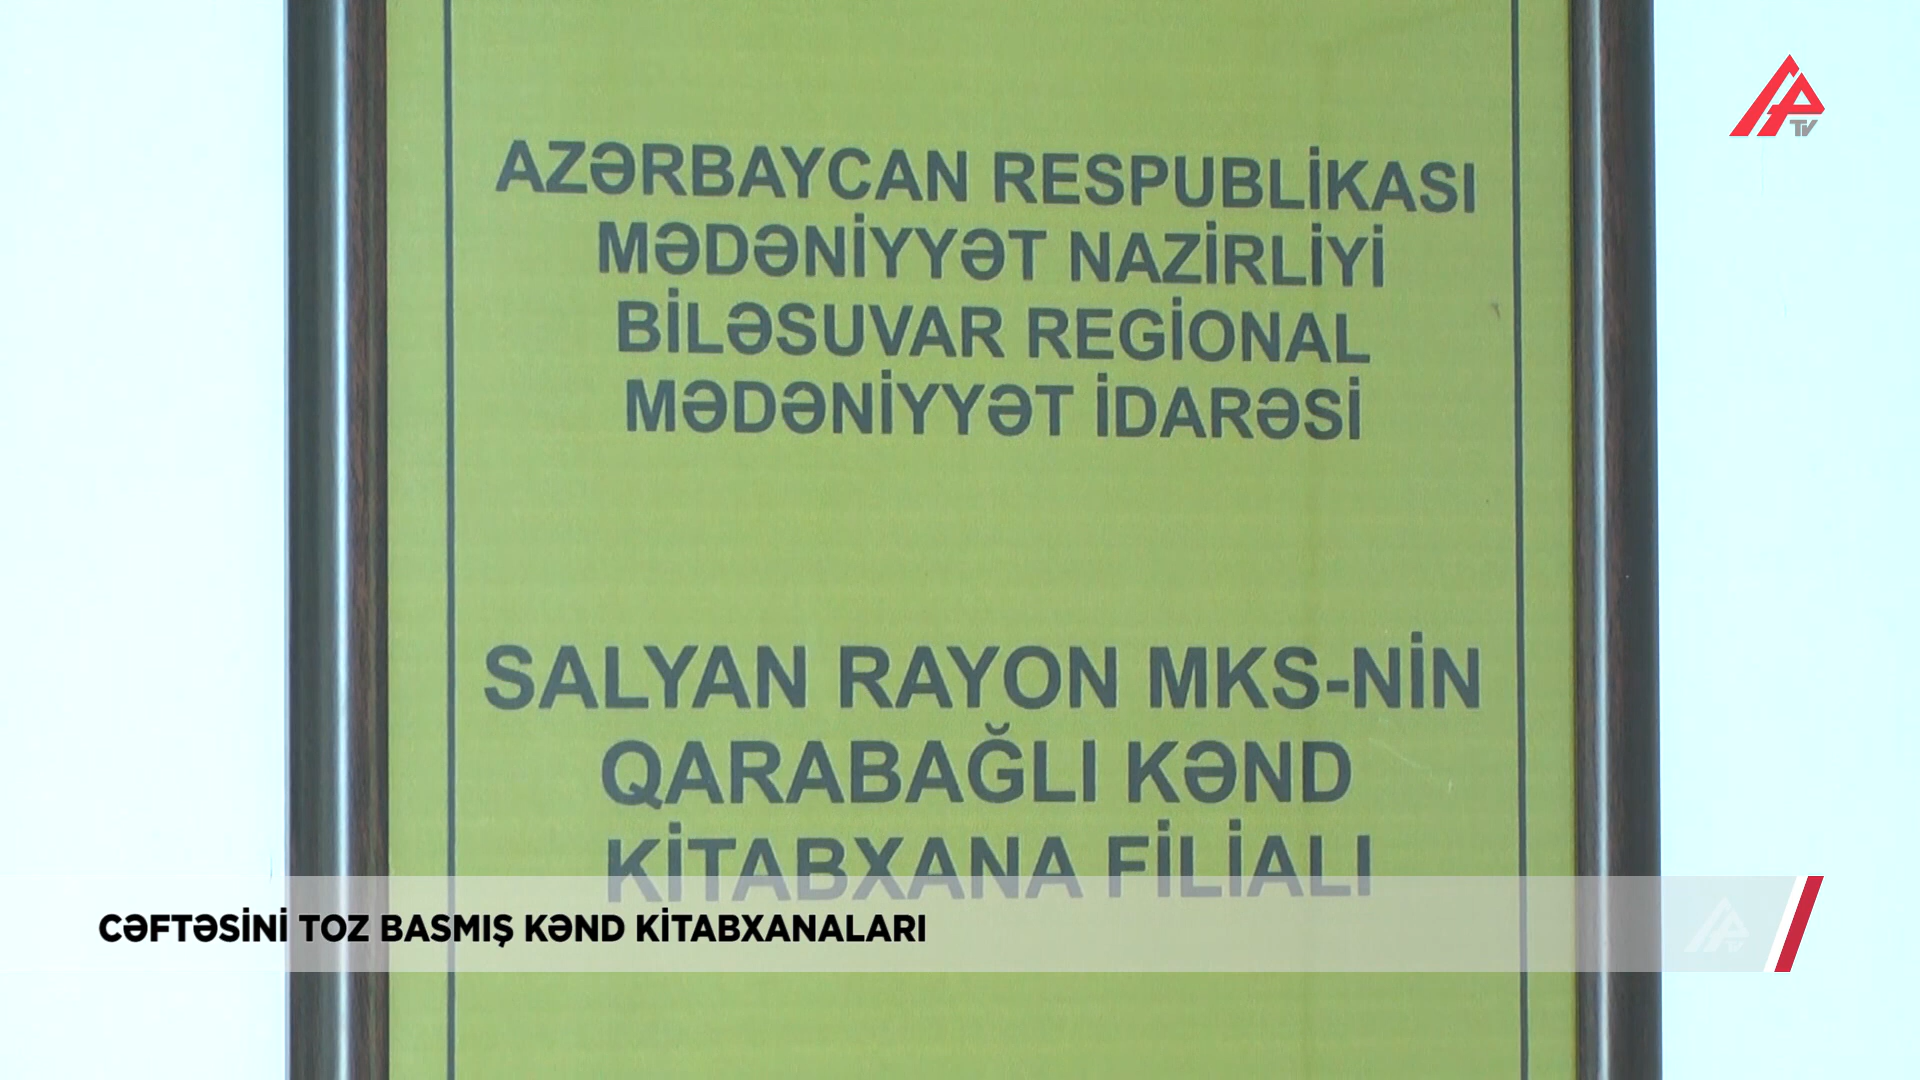 TV
AZƏRBAYCAN RESPUBLİKASI
MƏDƏNİYYƏT NAZİRLİYİ
BİLƏSUVAR REGİONAL
MƏDƏNİYYƏT İDARƏSİ
SALYAN RAYON MKS-NİN
QARABAĞLI KƏND
KİTABXANA FİLİALI
CƏFTƏSİNİ TOZ BASMIŞ KƏND KİTABXANALARI